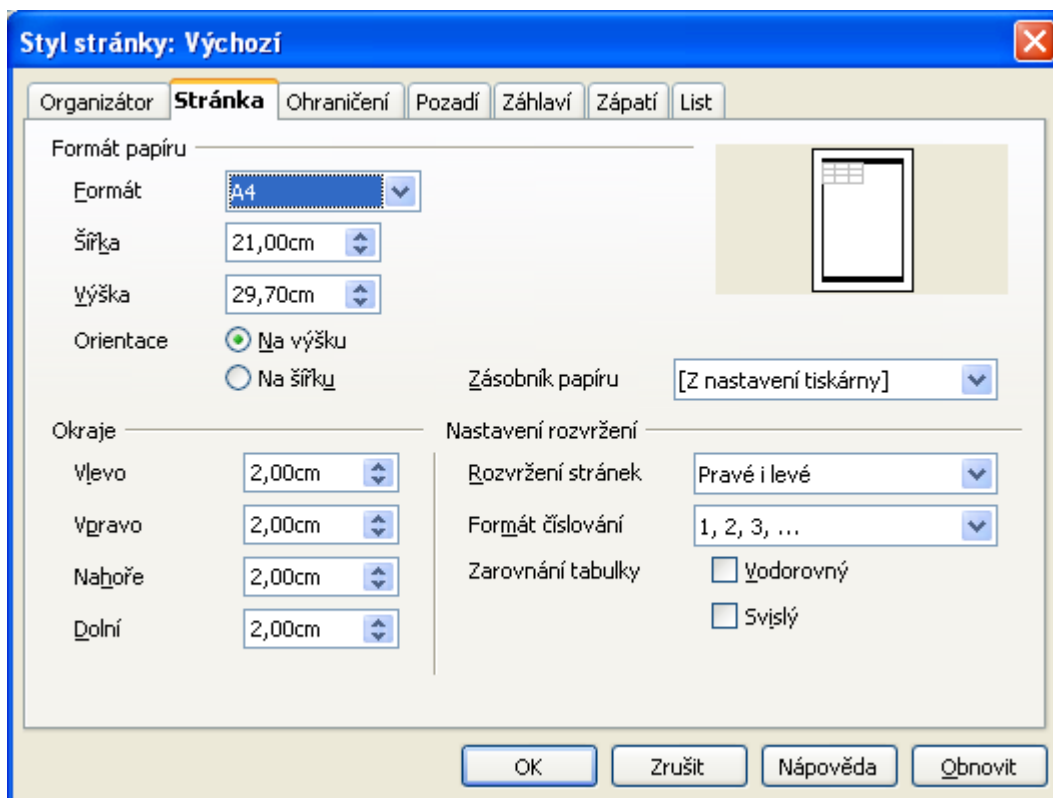 Styl stránky: Výchozí
Organizátor Stránka Ohraničení Pozadí Záhlaví Zápatí List
Formát papíru
Formát A4
Šířka 21,00cm
Výška 29,70cm
Orientace Na výšku
Na šířku
Zásobník papíru [Z nastavení tiskárny]
Okraje
Vlevo 2,00cm
Vpravo 2,00cm
Nahoře 2,00cm
Dolní 2,00cm
Nastavení rozvržení
Rozvržení stránek Pravé i levé
Formát číslování 1, 2, 3, ...
Zarovnání tabulky Vodorovný
Svislý
OK Zrušit Nápověda Obnovit